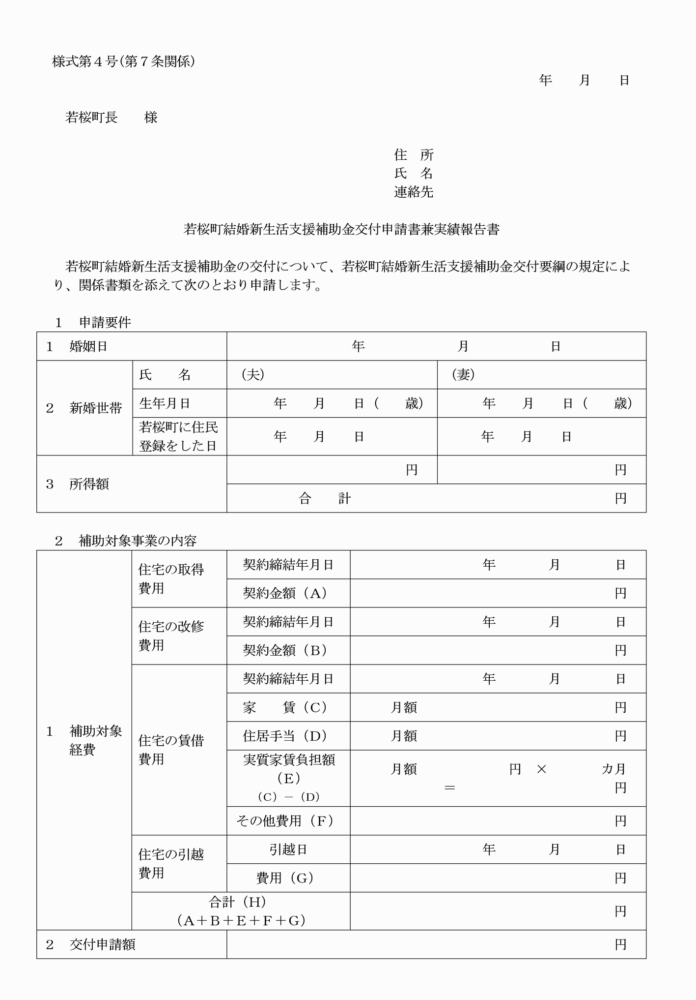 様式第４号（第７条関係）
年　　月　　日
若桜町長　　様
住　所
氏　名
連絡先
若桜町結婚新生活支援補助金交付申請書兼実績報告書
若桜町結婚新生活支援補助金の交付について、若桜町結婚新生活支援補助金交付要綱の規定によ
り、関係書類を添えて次のとおり申請します。
１　申請要件
１　婚姻日　年　月　日
２　新婚世帯
氏　　名　（夫）　（妻）
生年月日　年　　月　　日（　　歳）　年　　月　　日（　　歳）
若桜町に住民
登録をした日
年　　月　　日　年　　月　　日
３　所得額
円　円
合　　計　円
２　補助対象事業の内容
１　補助対象
経費
住宅の取得
費用
契約締結年月日　年　月　日
契約金額（Ａ）　円
住宅の改修
費用
契約締結年月日　年　月　日
契約金額（Ｂ）　円
住宅の賃借
費用
契約締結年月日　年　月　日
家　　賃（Ｃ）　月額　円
住居手当（Ｄ）　月額　円
実質家賃負担額
（Ｅ）
（Ｃ）－（Ｄ）
月額　円　×　カ月
＝　円
その他費用（Ｆ）　円
住宅の引越
費用
引越日　年　月　日
費用（Ｇ）　円
合計（Ｈ）
（Ａ＋Ｂ＋Ｅ＋Ｆ＋Ｇ）
円
２　交付申請額　円